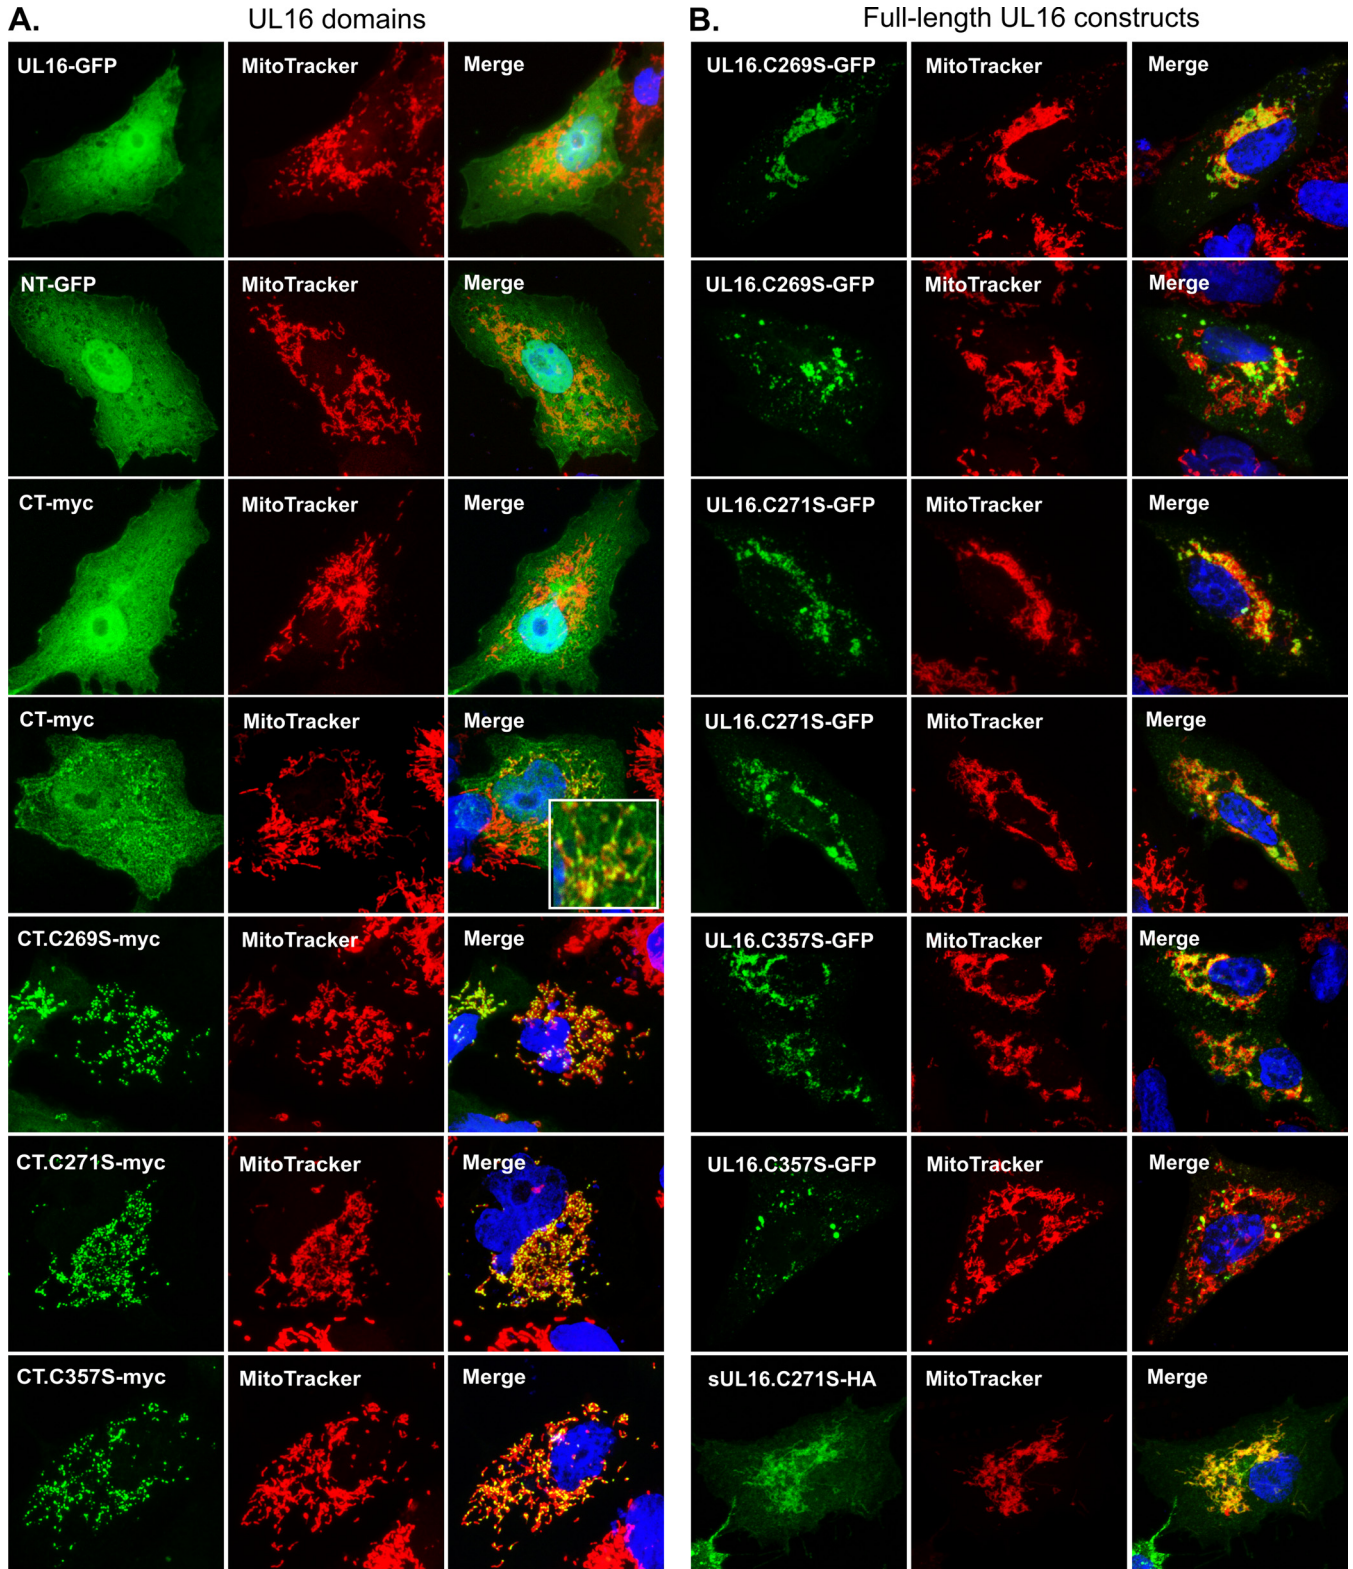 A. UL16 domains
UL16-GFP MitoTracker Merge
NT-GFP MitoTracker Merge
CT-myc MitoTracker Merge
CT-myc MitoTracker Merge
CT.C269S-myc MitoTracker Merge
CT.C271S-myc MitoTracker Merge
CT.C357S-myc MitoTracker Merge
B. Full-length UL16 constructs
UL16.C269S-GFP MitoTracker Merge
UL16.C269S-GFP MitoTracker Merge
UL16.C271S-GFP MitoTracker Merge
UL16.C271S-GFP MitoTracker Merge
UL16.C357S-GFP MitoTracker Merge
UL16.C357S-GFP MitoTracker Merge
sUL16.C271S-HA MitoTracker Merge